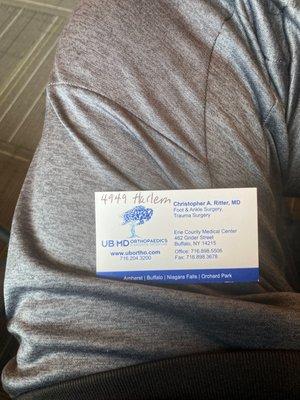 4949 Harlem
UBMD ORTHOPAEDICS
www.ubortho.com
716.204.3200
Christopher A. Ritter, MD
Foot & Ankle Surgery,
Trauma Surgery
Erie County Medical Center
462 Grider Street
Buffalo, NY 14215
Office: 716.898.5506
Fax: 716.898.3678
Amherst | Buffalo | Niagara Falls | Orchard Park